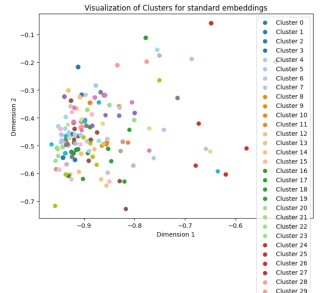 Visualization of Clusters for standard embeddings
Dimension 2
−0.1
−0.2
−0.3
−0.4
−0.5
−0.6
−0.7
−0.9
−0.8
−0.7
−0.6
Dimension 1
Cluster 0
Cluster 1
Cluster 2
Cluster 3
Cluster 4
Cluster 5
Cluster 6
Cluster 7
Cluster 8
Cluster 9
Cluster 10
Cluster 11
Cluster 12
Cluster 13
Cluster 14
Cluster 15
Cluster 16
Cluster 17
Cluster 18
Cluster 19
Cluster 20
Cluster 21
Cluster 22
Cluster 23
Cluster 24
Cluster 25
Cluster 26
Cluster 27
Cluster 28
Cluster 29